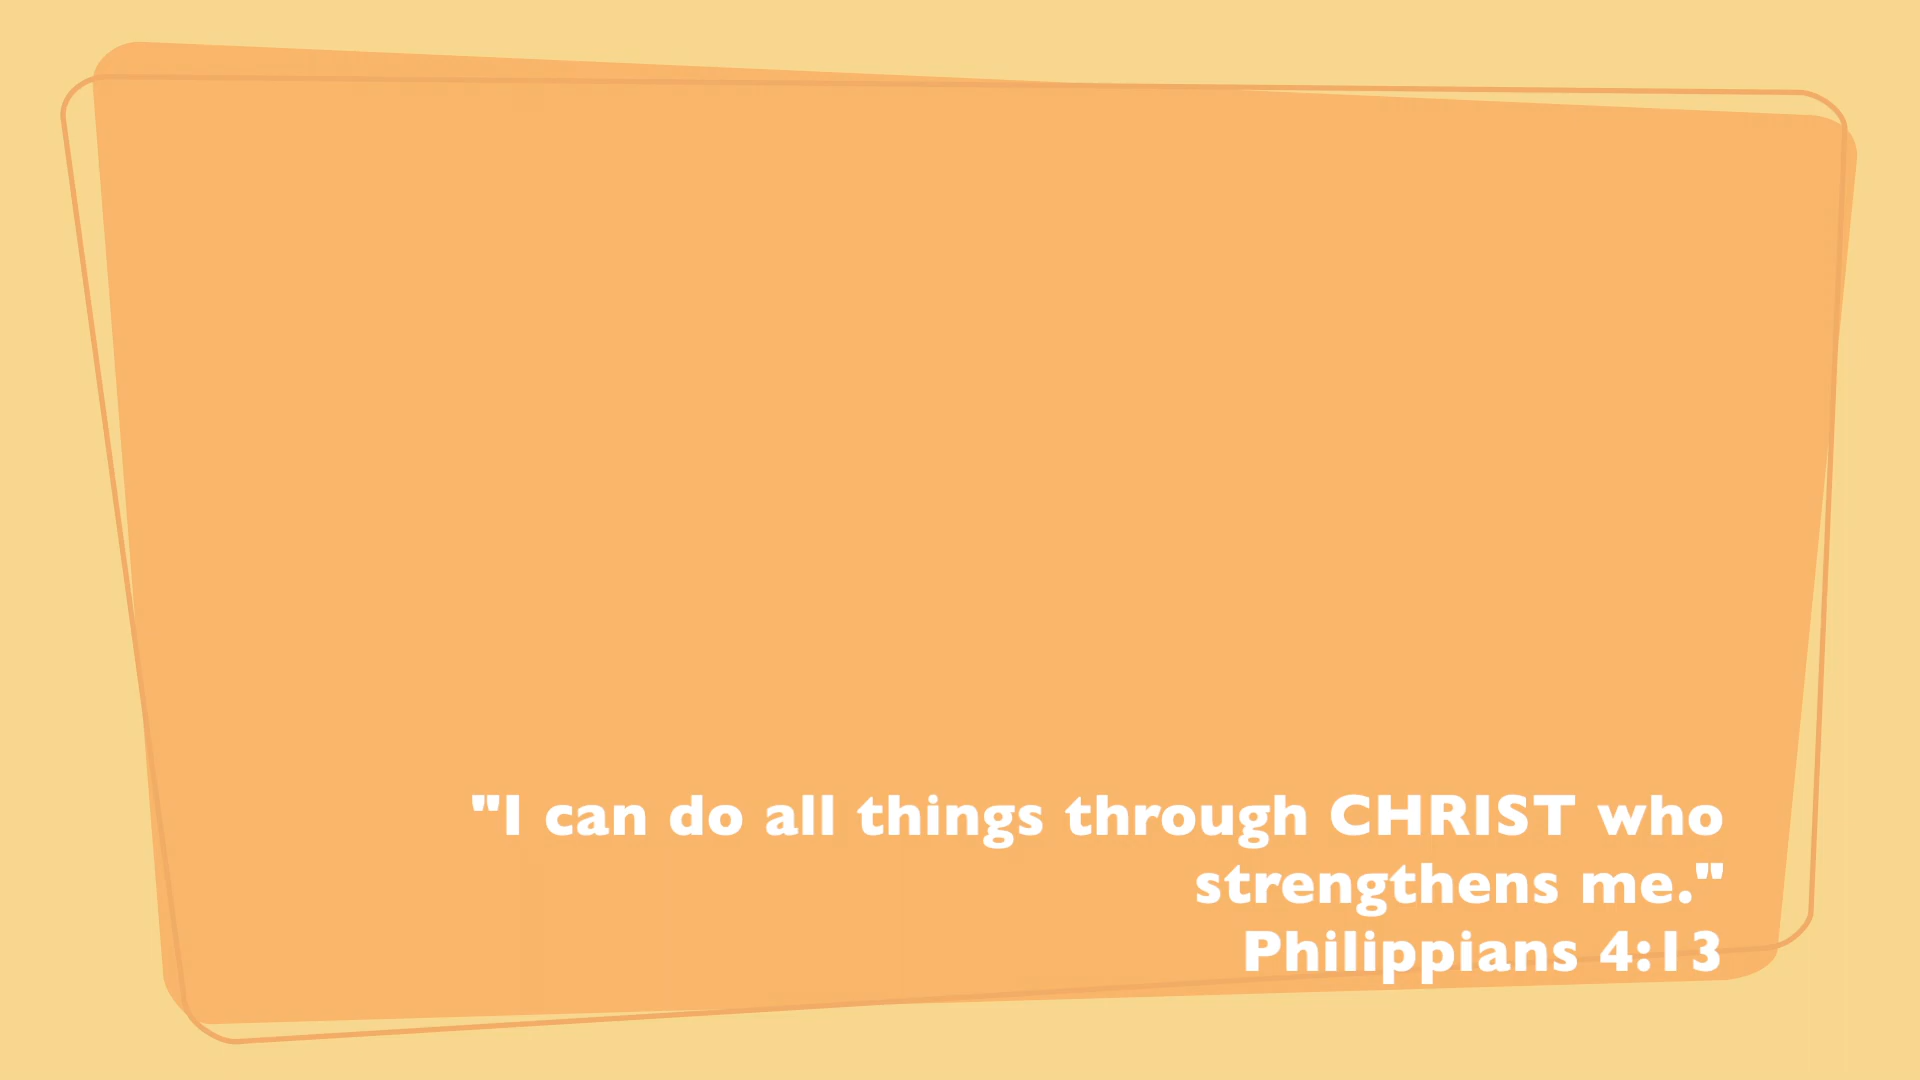 "I can do all things through CHRIST who
strengthens me."
Philippians 4:13